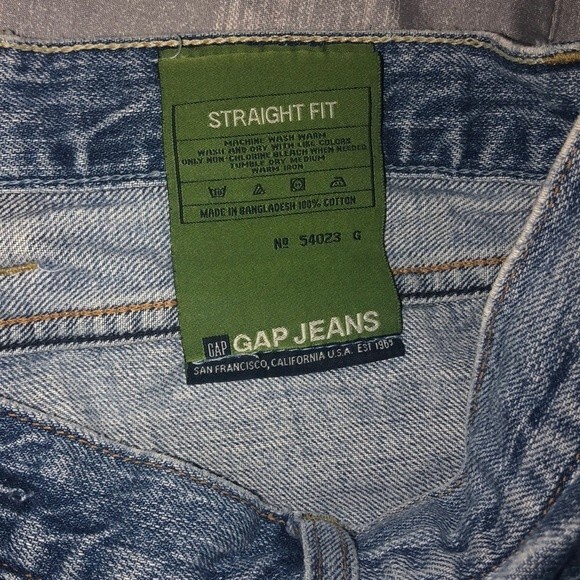 STRAIGHT FIT
MACHINE WASH WARM
WASH AND DRY WITH LIKE COLORS
ONLY NON-CHLORINE BLEACH WHEN NEEDED
TUMBLE DRY MEDIUM
WARM IRON
MADE IN BANGLADESH 100% COTTON
Nº 54023 G
GAP GAP JEANS
SAN FRANCISCO, CALIFORNIA U.S.A. EST 1969